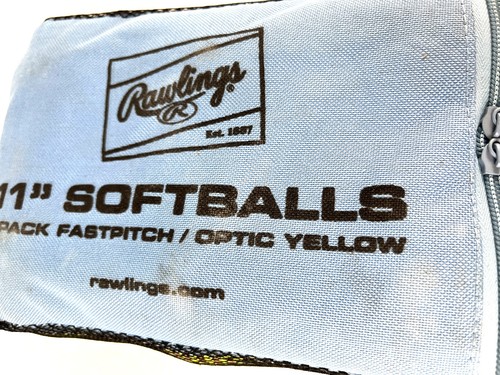 Rawlings
R
Est. 1887
11" SOFTBALLS
PACK FASTPITCH / OPTIC YELLOW
rawlings.com